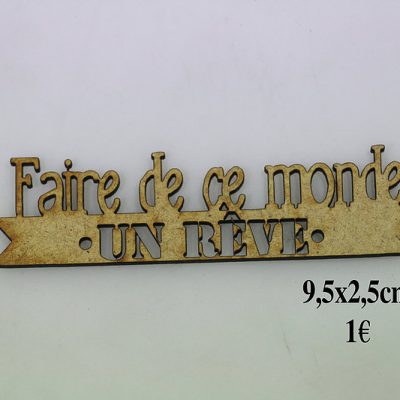 Faire de ce monde
• UN RÊVE •
9,5x2,5cm
1€